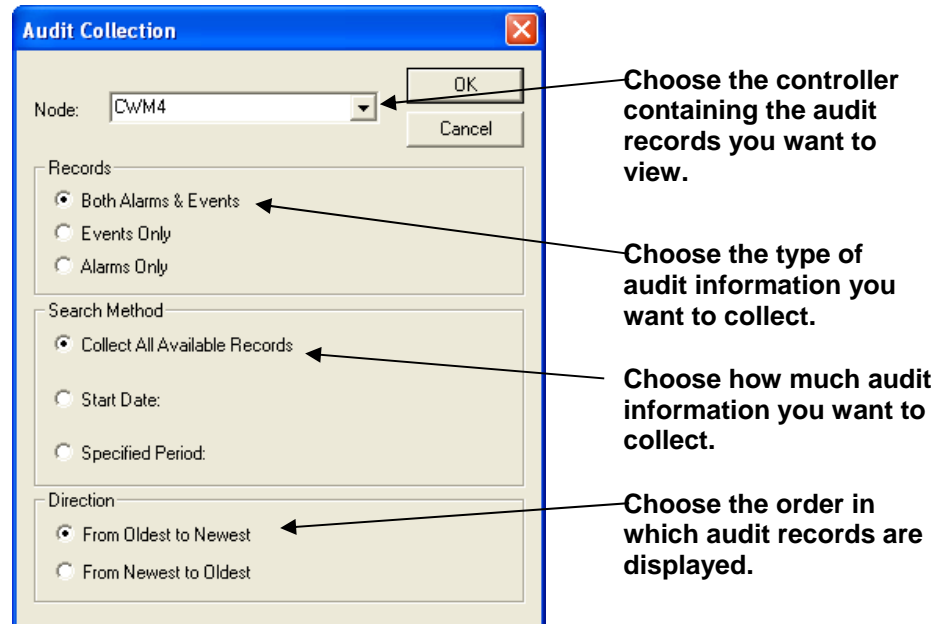 Audit Collection
Node:
CWM4
OK
Cancel
Choose the controller
containing the audit
records you want to
view.
Records
Both Alarms & Events
Events Only
Alarms Only
Choose the type of
audit information you
want to collect.
Search Method
Collect All Available Records
Start Date:
Specified Period:
Choose how much audit
information you want to
collect.
Direction
From Oldest to Newest
From Newest to Oldest
Choose the order in
which audit records are
displayed.